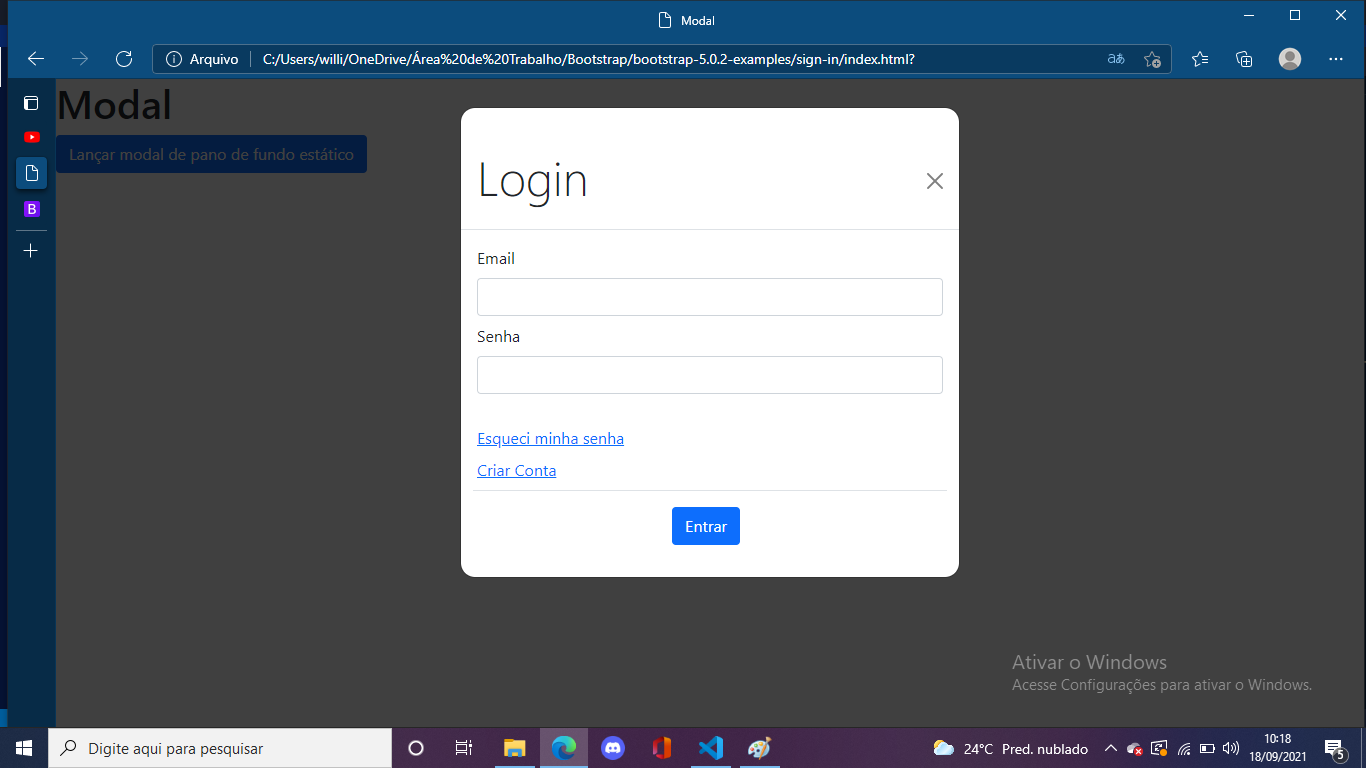 Modal
Arquivo
C:/Users/willi/OneDrive/Área%20de%20Trabalho/Bootstrap/bootstrap-5.0.2-examples/sign-in/index.html?
aあ
Modal
Lançar modal de pano de fundo estático
B
Login
Email
Senha
Esqueci minha senha
Criar Conta
Entrar
Ativar o Windows
Acesse Configurações para ativar o Windows.
Digite aqui para pesquisar
24°C Pred. nublado
10:18
18/09/2021
5